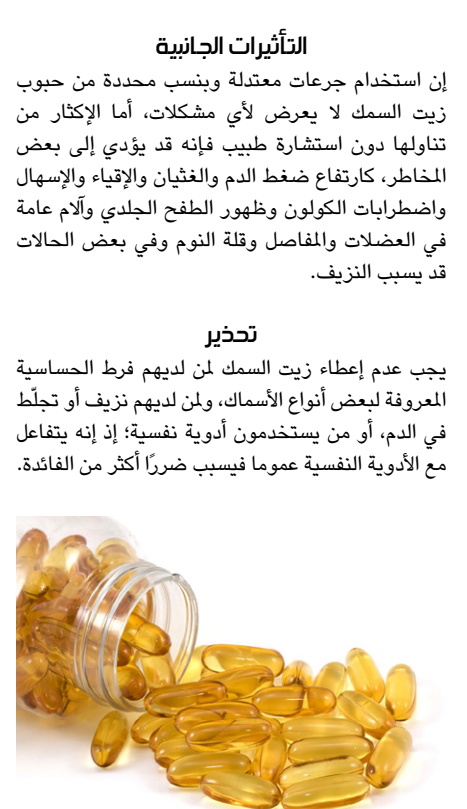 التأثيرات الجانبية
إن استخدام جرعات معتدلة وبنسب محددة من حبوب
زيت السمك لا يعرض لأي مشكلات، أما الإكثار من
تناولها دون استشارة طبيب فإنه قد يؤدي إلى بعض
المخاطر، كارتفاع ضغط الدم والغثيان والإقياء والإسهال
واضطرابات الكولون وظهور الطفح الجلدي وآلام عامة
في العضلات والمفاصل وقلة النوم وفي بعض الحالات
قد يسبب النزيف.
تحذير
يجب عدم إعطاء زيت السمك لمن لديهم فرط الحساسية
المعروفة لبعض أنواع الأسماك، ولمن لديهم نزيف أو تجلّط
في الدم، أو من يستخدمون أدوية نفسية؛ إذ إنه يتفاعل
مع الأدوية النفسية عموما فيسبب ضررًا أكثر من الفائدة.